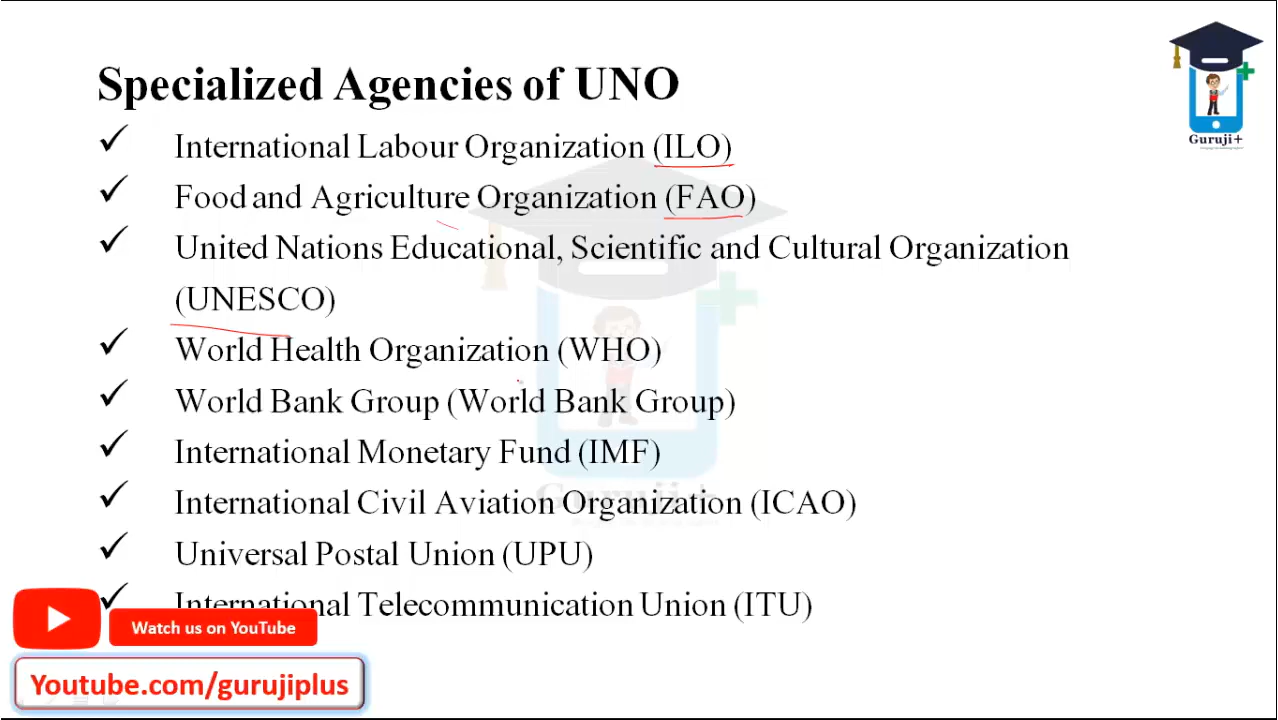 Specialized Agencies of UNO
Guruji+
✓ International Labour Organization (ILO)
✓ Food and Agriculture Organization (FAO)
✓ United Nations Educational, Scientific and Cultural Organization
(UNESCO)
✓ World Health Organization (WHO)
✓ World Bank Group (World Bank Group)
✓ International Monetary Fund (IMF)
✓ International Civil Aviation Organization (ICAO)
Guruji+
✓ Universal Postal Union (UPU)
✓ International Telecommunication Union (ITU)
Watch us on YouTube
Youtube.com/gurujiplus